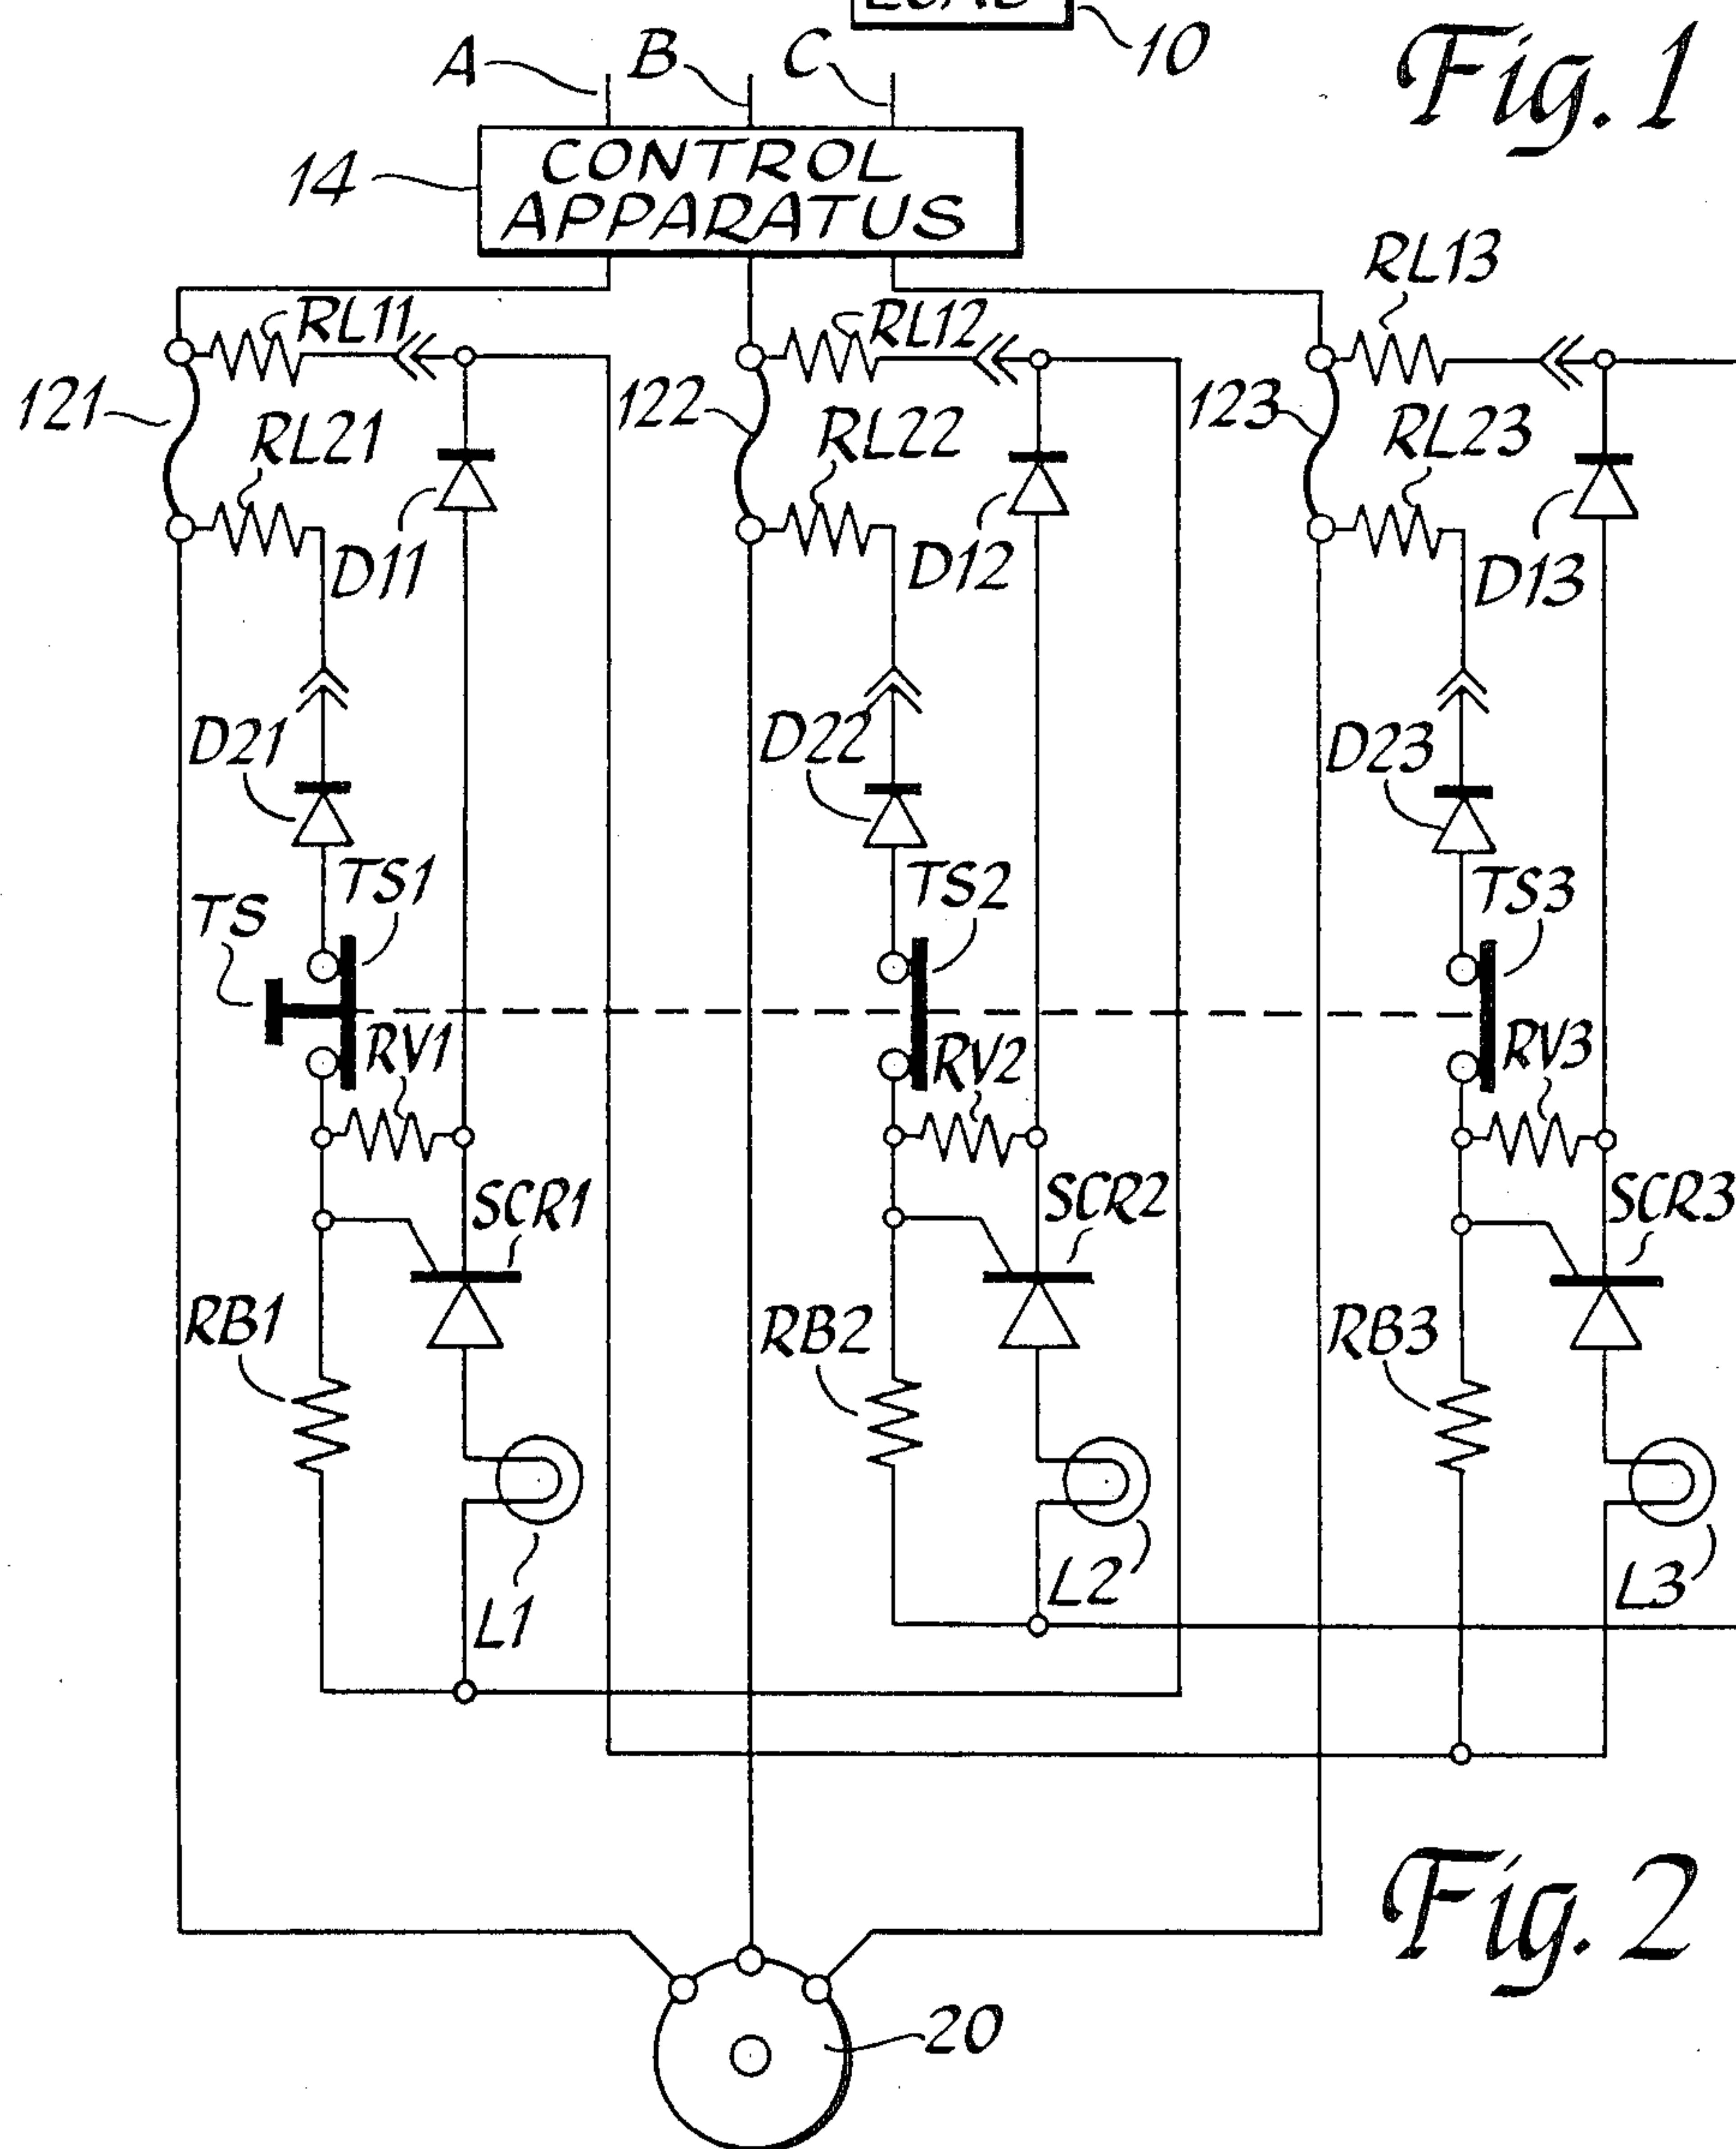 LOAD
10
Fig. 1
A B C
14
CONTROL
APPARATUS
RL13
RL11
RL12
121
122
123
RL21
RL22
RL23
D11
D12
D13
D21
D22
D23
TS1
TS2
TS3
TS
RV1
RV2
RV3
SCR1
SCR2
SCR3
RB1
RB2
RB3
L1
L2
L3
Fig. 2
20